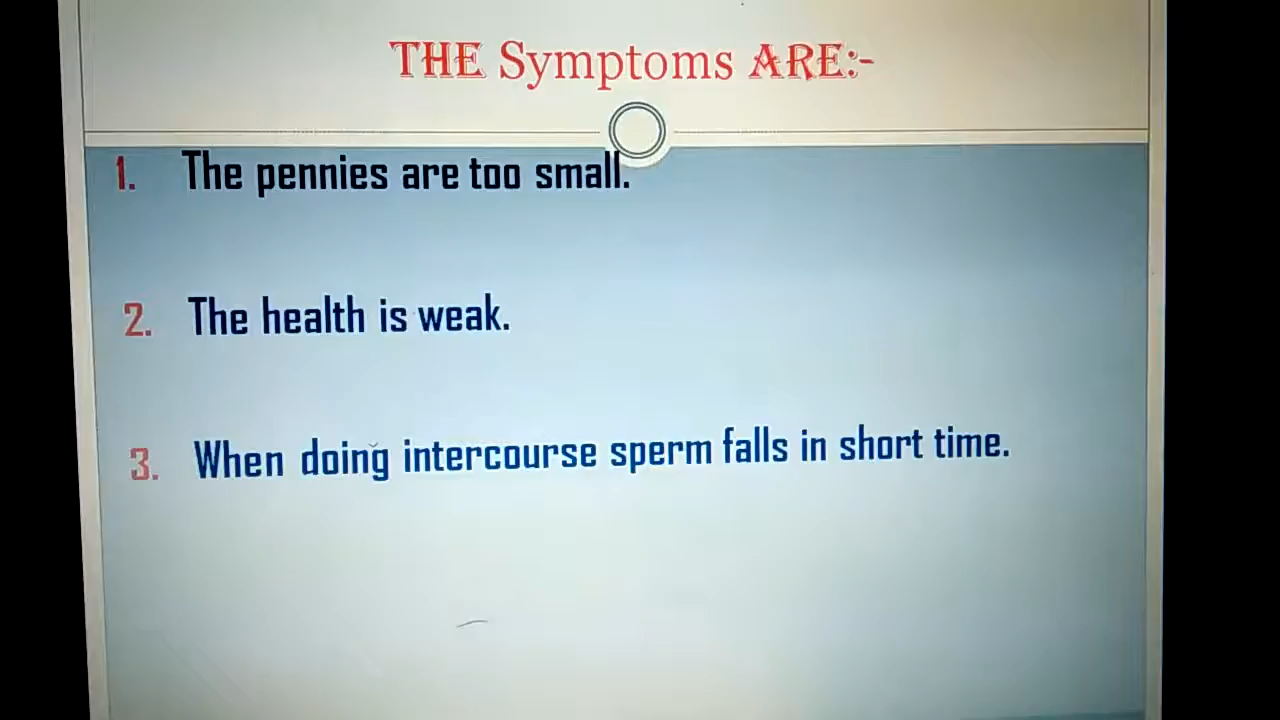 THE Symptoms ARE:-
1. The pennies are too small.
2. The health is weak.
3. When doing intercourse sperm falls in short time.